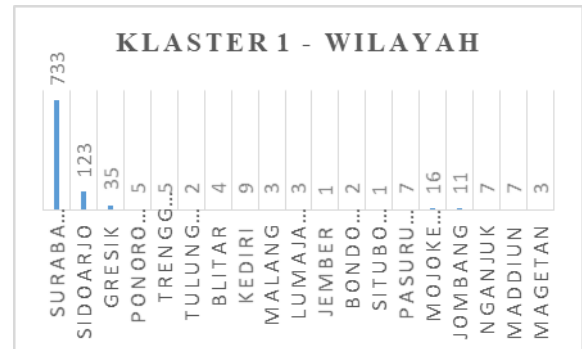 KLASTER 1 - WILAYAH
733
123
35
5
5
2
4
9
3
3
1
2
1
7
16
11
7
7
3
SURABA...
SIDOARJO
GRESIK
PONORO...
TRENGG...
TULUNG...
BLITAR
KEDIRI
MALANG
LUMAJA...
JEMBER
BONDO...
SITUBO...
PASURU...
MOJOKE...
JOMBANG
NGANJUK
MADDIUN
MAGETAN